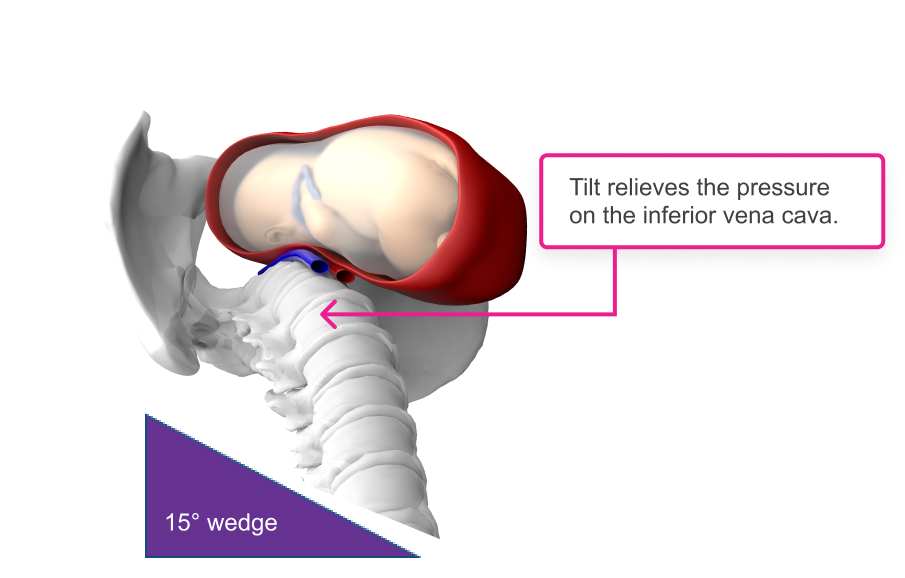 Tilt relieves the pressure
on the inferior vena cava.
15° wedge